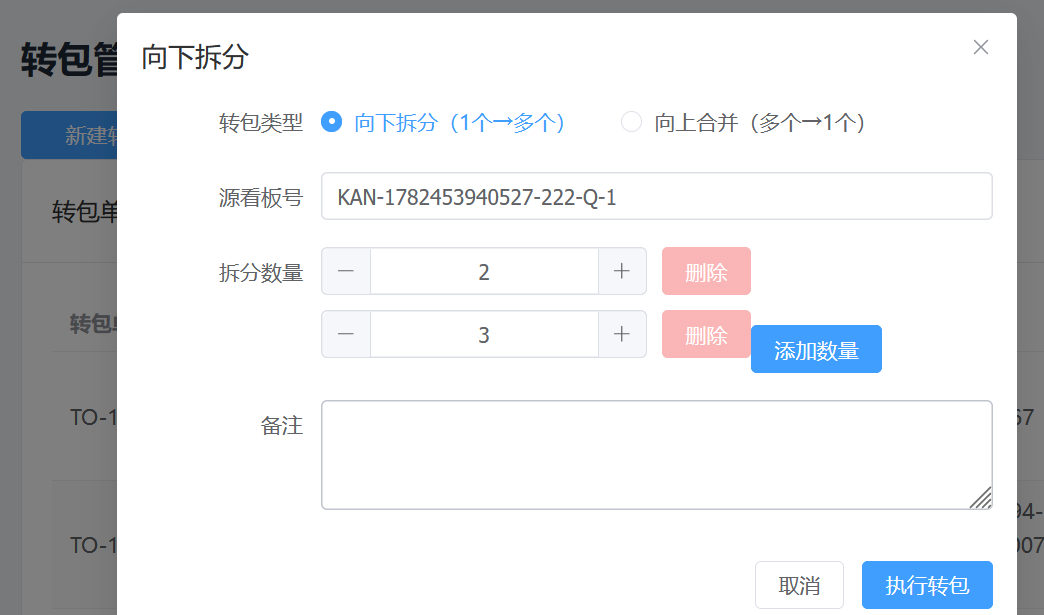 转包管
向下拆分
新建转
转包类型 向下拆分（1个→多个） 向上合并（多个→1个）
转包单
源看板号 KAN-1782453940527-222-Q-1
拆分数量 2 删除
转包单
3 删除
添加数量
TO-1
备注
67
94-
TO-1
007
取消 执行转包